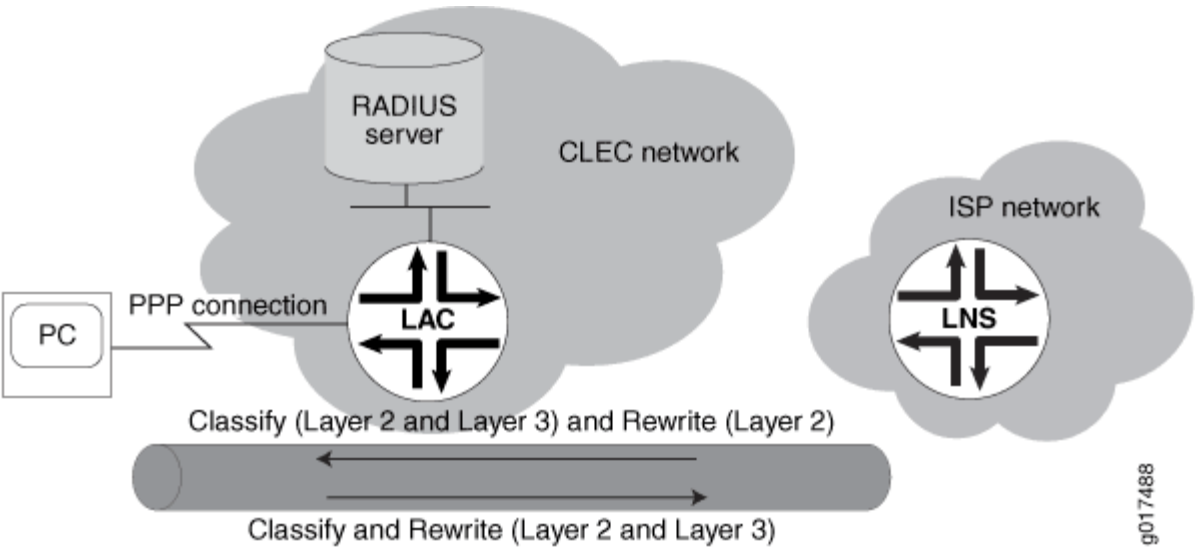 RADIUS
server
CLEC network
ISP network
PPP connection
PC
LAC
LNS
Classify (Layer 2 and Layer 3) and Rewrite (Layer 2)
Classify and Rewrite (Layer 2 and Layer 3)
g017488